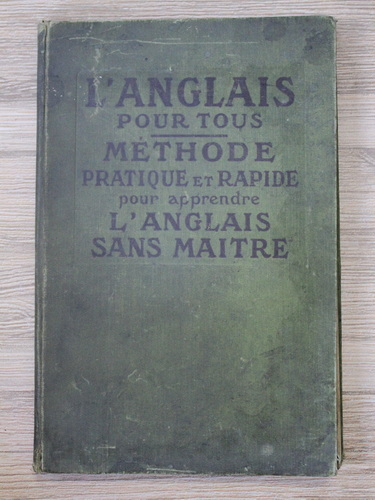 L'ANGLAIS
POUR TOUS
MÉTHODE
PRATIQUE ET RAPIDE
pour apprendre
L'ANGLAIS
SANS MAITRE